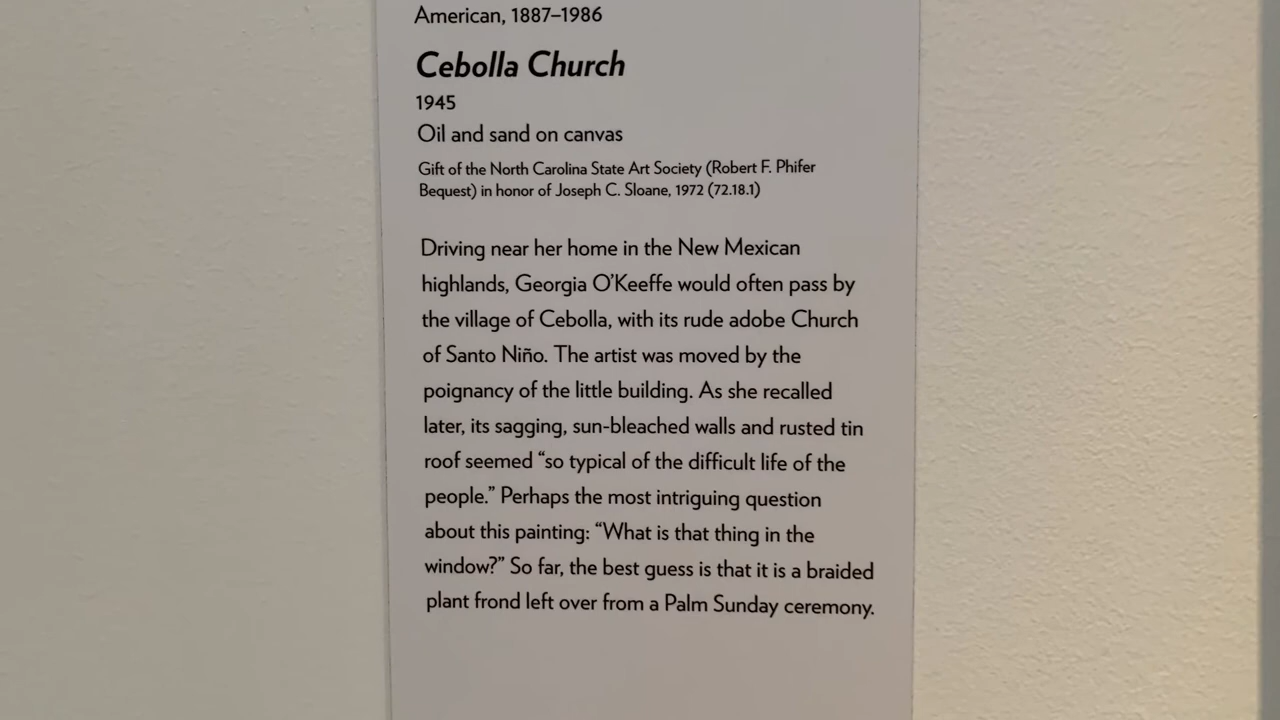 American, 1887–1986
Cebolla Church
1945
Oil and sand on canvas
Gift of the North Carolina State Art Society (Robert F. Phifer
Bequest) in honor of Joseph C. Sloane, 1972 (72.18.1)
Driving near her home in the New Mexican
highlands, Georgia O’Keeffe would often pass by
the village of Cebolla, with its rude adobe Church
of Santo Niño. The artist was moved by the
poignancy of the little building. As she recalled
later, its sagging, sun-bleached walls and rusted tin
roof seemed “so typical of the difficult life of the
people.” Perhaps the most intriguing question
about this painting: “What is that thing in the
window?” So far, the best guess is that it is a braided
plant frond left over from a Palm Sunday ceremony.